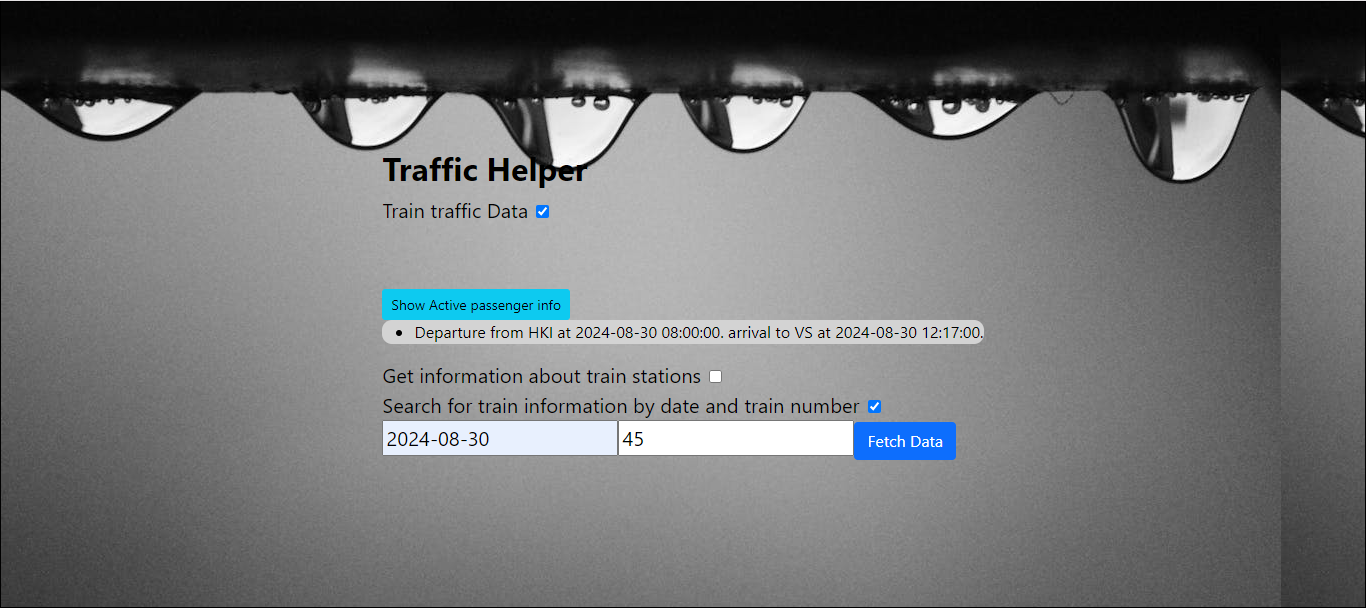 Traffic Helper
Train traffic Data
Show Active passenger info
Departure from HKI at 2024-08-30 08:00:00. arrival to VS at 2024-08-30 12:17:00.
Get information about train stations
Search for train information by date and train number
2024-08-30 45 Fetch Data